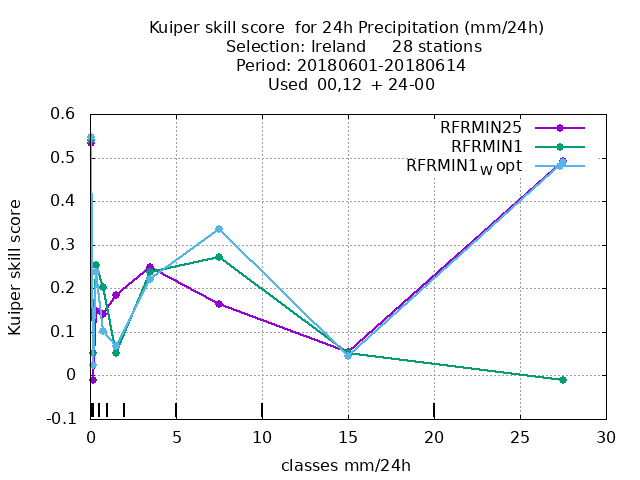 Kuiper skill score for 24h Precipitation (mm/24h)
Selection: Ireland 28 stations
Period: 20180601-20180614
Used 00,12 + 24-00
RFRMIN25
RFRMIN1
RFRMIN1w opt
Kuiper skill score
0.6
0.5
0.4
0.3
0.2
0.1
0
-0.1
0 5 10 15 20 25 30
classes mm/24h